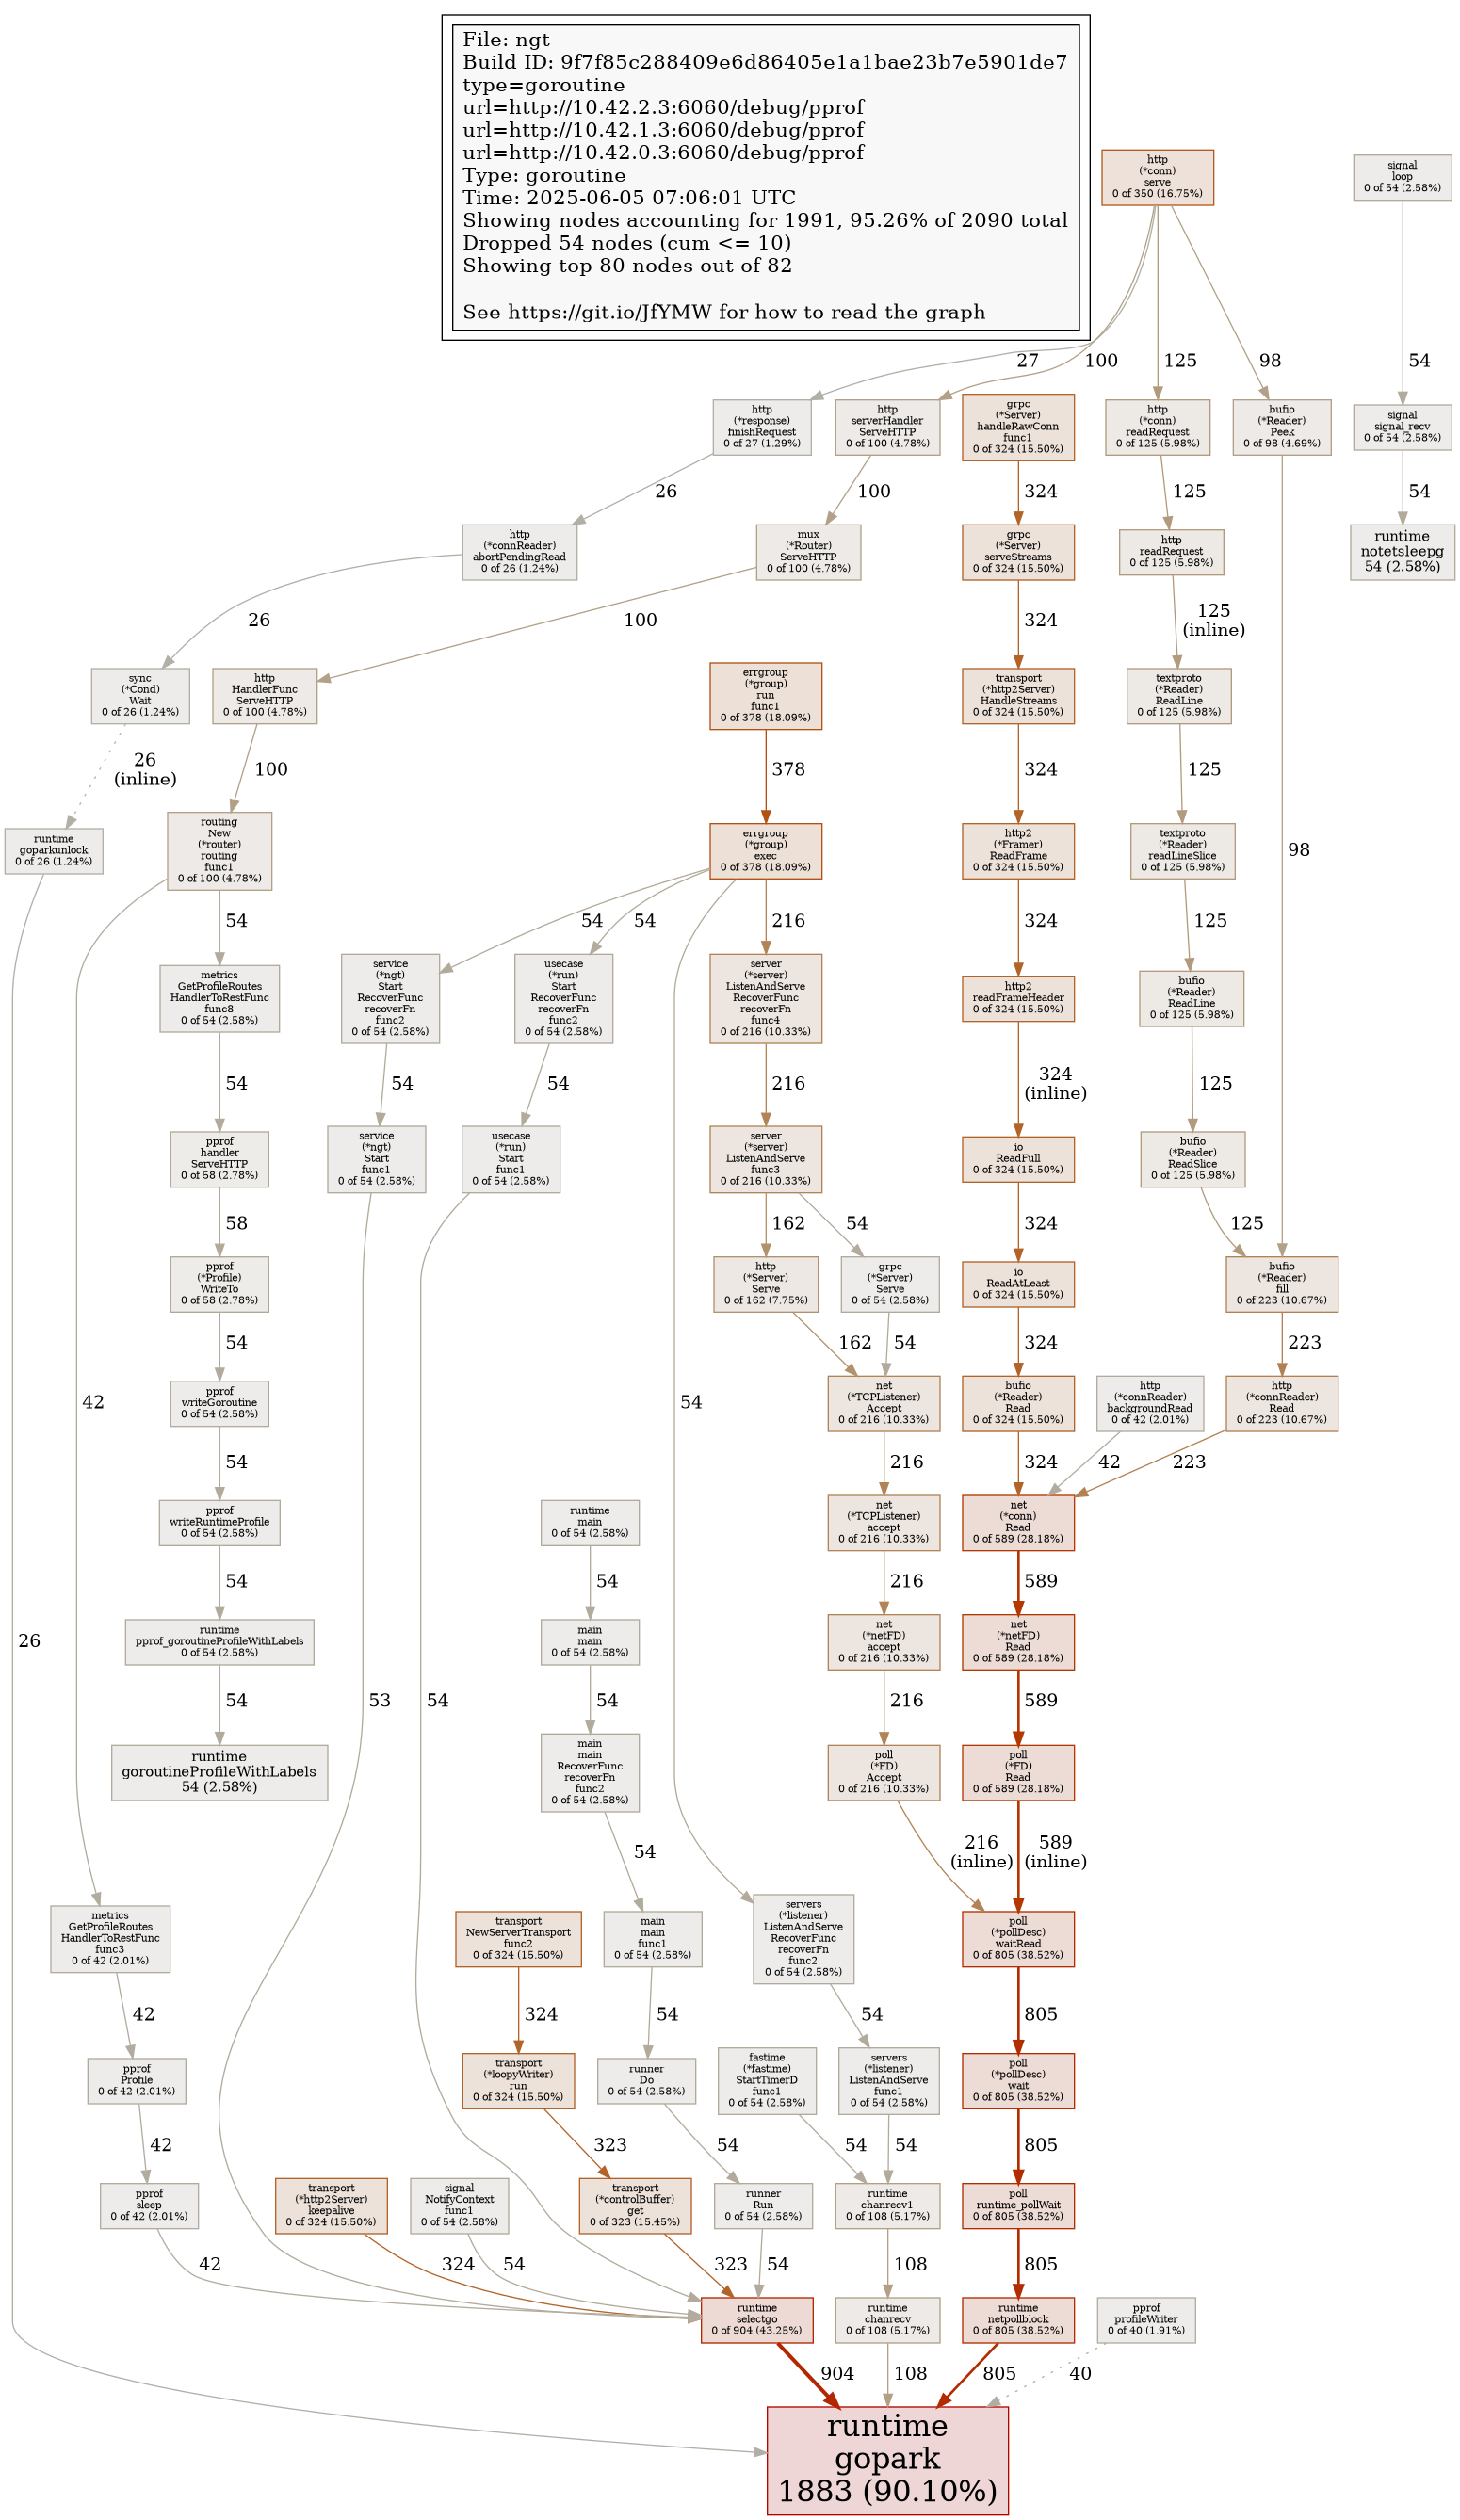 File: ngt
Build ID: 9f7f85c288409e6d86405e1a1bae23b7e5901de7
type=goroutine
url=http://10.42.2.3:6060/debug/pprof
url=http://10.42.1.3:6060/debug/pprof
url=http://10.42.0.3:6060/debug/pprof
Type: goroutine
Time: 2025-06-05 07:06:01 UTC
Showing nodes accounting for 1991, 95.26% of 2090 total
Dropped 54 nodes (cum <= 10)
Showing top 80 nodes out of 82
See https://git.io/JfYMW for how to read the graph
http
(*conn)
serve
0 of 350 (16.75%)
signal
loop
0 of 54 (2.58%)
27
100
125
98
54
http
(*response)
finishRequest
0 of 27 (1.29%)
http
serverHandler
ServeHTTP
0 of 100 (4.78%)
grpc
(*Server)
handleRawConn
func1
0 of 324 (15.50%)
http
(*conn)
readRequest
0 of 125 (5.98%)
bufio
(*Reader)
Peek
0 of 98 (4.69%)
signal
signal_recv
0 of 54 (2.58%)
26
100
324
125
54
http
(*connReader)
abortPendingRead
0 of 26 (1.24%)
mux
(*Router)
ServeHTTP
0 of 100 (4.78%)
grpc
(*Server)
serveStreams
0 of 324 (15.50%)
http
readRequest
0 of 125 (5.98%)
runtime
notetsleepg
54 (2.58%)
26
100
324
125
(inline)
sync
(*Cond)
Wait
0 of 26 (1.24%)
http
HandlerFunc
ServeHTTP
0 of 100 (4.78%)
errgroup
(*group)
run
func1
0 of 378 (18.09%)
transport
(*http2Server)
HandleStreams
0 of 324 (15.50%)
textproto
(*Reader)
ReadLine
0 of 125 (5.98%)
26
(inline)
100
378
324
125
runtime
goparkunlock
0 of 26 (1.24%)
routing
New
(*router)
routing
func1
0 of 100 (4.78%)
errgroup
(*group)
exec
0 of 378 (18.09%)
http2
(*Framer)
ReadFrame
0 of 324 (15.50%)
textproto
(*Reader)
readLineSlice
0 of 125 (5.98%)
98
54
54
54
216
324
125
metrics
GetProfileRoutes
HandlerToRestFunc
func8
0 of 54 (2.58%)
service
(*ngt)
Start
RecoverFunc
recoverFn
func2
0 of 54 (2.58%)
usecase
(*run)
Start
RecoverFunc
recoverFn
func2
0 of 54 (2.58%)
server
(*server)
ListenAndServe
RecoverFunc
recoverFn
func4
0 of 216 (10.33%)
http2
readFrameHeader
0 of 324 (15.50%)
bufio
(*Reader)
ReadLine
0 of 125 (5.98%)
54
54
54
216
324
(inline)
125
pprof
handler
ServeHTTP
0 of 58 (2.78%)
service
(*ngt)
Start
func1
0 of 54 (2.58%)
usecase
(*run)
Start
func1
0 of 54 (2.58%)
server
(*server)
ListenAndServe
func3
0 of 216 (10.33%)
io
ReadFull
0 of 324 (15.50%)
bufio
(*Reader)
ReadSlice
0 of 125 (5.98%)
58
162
54
324
125
pprof
(*Profile)
WriteTo
0 of 58 (2.78%)
http
(*Server)
Serve
0 of 162 (7.75%)
grpc
(*Server)
Serve
0 of 54 (2.58%)
io
ReadAtLeast
0 of 324 (15.50%)
bufio
(*Reader)
fill
0 of 223 (10.67%)
54
162
54
324
223
42
pprof
writeGoroutine
0 of 54 (2.58%)
54
net
(*TCPListener)
Accept
0 of 216 (10.33%)
bufio
(*Reader)
Read
0 of 324 (15.50%)
http
(*connReader)
backgroundRead
0 of 42 (2.01%)
http
(*connReader)
Read
0 of 223 (10.67%)
54
216
324
42
223
pprof
writeRuntimeProfile
0 of 54 (2.58%)
runtime
main
0 of 54 (2.58%)
net
(*TCPListener)
accept
0 of 216 (10.33%)
net
(*conn)
Read
0 of 589 (28.18%)
54
54
216
589
26
runtime
pprof_goroutineProfileWithLabels
0 of 54 (2.58%)
main
main
0 of 54 (2.58%)
net
(*netFD)
accept
0 of 216 (10.33%)
net
(*netFD)
Read
0 of 589 (28.18%)
54
53
54
54
216
589
runtime
goroutineProfileWithLabels
54 (2.58%)
main
main
RecoverFunc
recoverFn
func2
0 of 54 (2.58%)
poll
(*FD)
Accept
0 of 216 (10.33%)
poll
(*FD)
Read
0 of 589 (28.18%)
54
216
(inline)
589
(inline)
metrics
GetProfileRoutes
HandlerToRestFunc
func3
0 of 42 (2.01%)
transport
NewServerTransport
func2
0 of 324 (15.50%)
main
main
func1
0 of 54 (2.58%)
servers
(*listener)
ListenAndServe
RecoverFunc
recoverFn
func2
0 of 54 (2.58%)
poll
(*pollDesc)
waitRead
0 of 805 (38.52%)
42
324
54
54
805
pprof
Profile
0 of 42 (2.01%)
transport
(*loopyWriter)
run
0 of 324 (15.50%)
runner
Do
0 of 54 (2.58%)
fastime
(*fastime)
StartTimerD
func1
0 of 54 (2.58%)
servers
(*listener)
ListenAndServe
func1
0 of 54 (2.58%)
poll
(*pollDesc)
wait
0 of 805 (38.52%)
42
323
54
54
54
805
pprof
sleep
0 of 42 (2.01%)
transport
(*http2Server)
keepalive
0 of 324 (15.50%)
signal
NotifyContext
func1
0 of 54 (2.58%)
transport
(*controlBuffer)
get
0 of 323 (15.45%)
runner
Run
0 of 54 (2.58%)
runtime
chanrecv1
0 of 108 (5.17%)
poll
runtime_pollWait
0 of 805 (38.52%)
42
324
54
323
54
108
805
runtime
selectgo
0 of 904 (43.25%)
runtime
chanrecv
0 of 108 (5.17%)
runtime
netpollblock
0 of 805 (38.52%)
pprof
profileWriter
0 of 40 (1.91%)
904
108
805
40
runtime
gopark
1883 (90.10%)